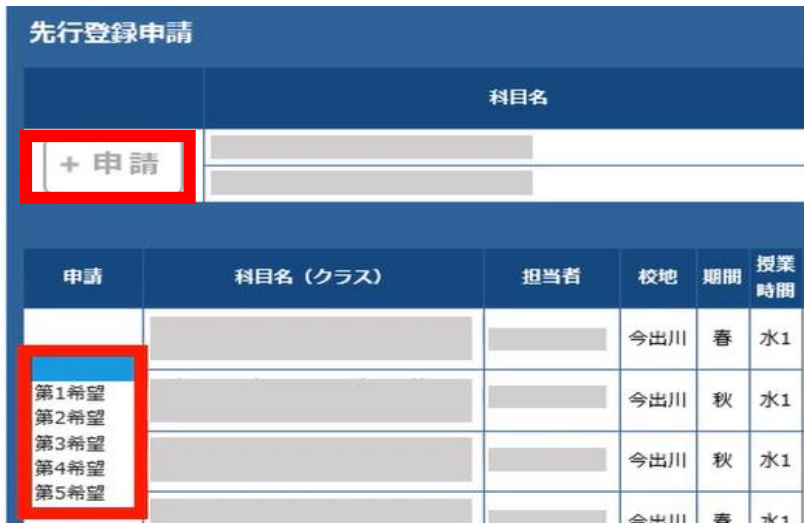 先行登録申請
科目名
+ 申請
申請 科目名（クラス） 担当者 校地 期間 授業時間
今出川 春 水1
第1希望
今出川 秋 水1
第2希望
第3希望
今出川 秋 水1
第4希望
第5希望
今出川 春 水1